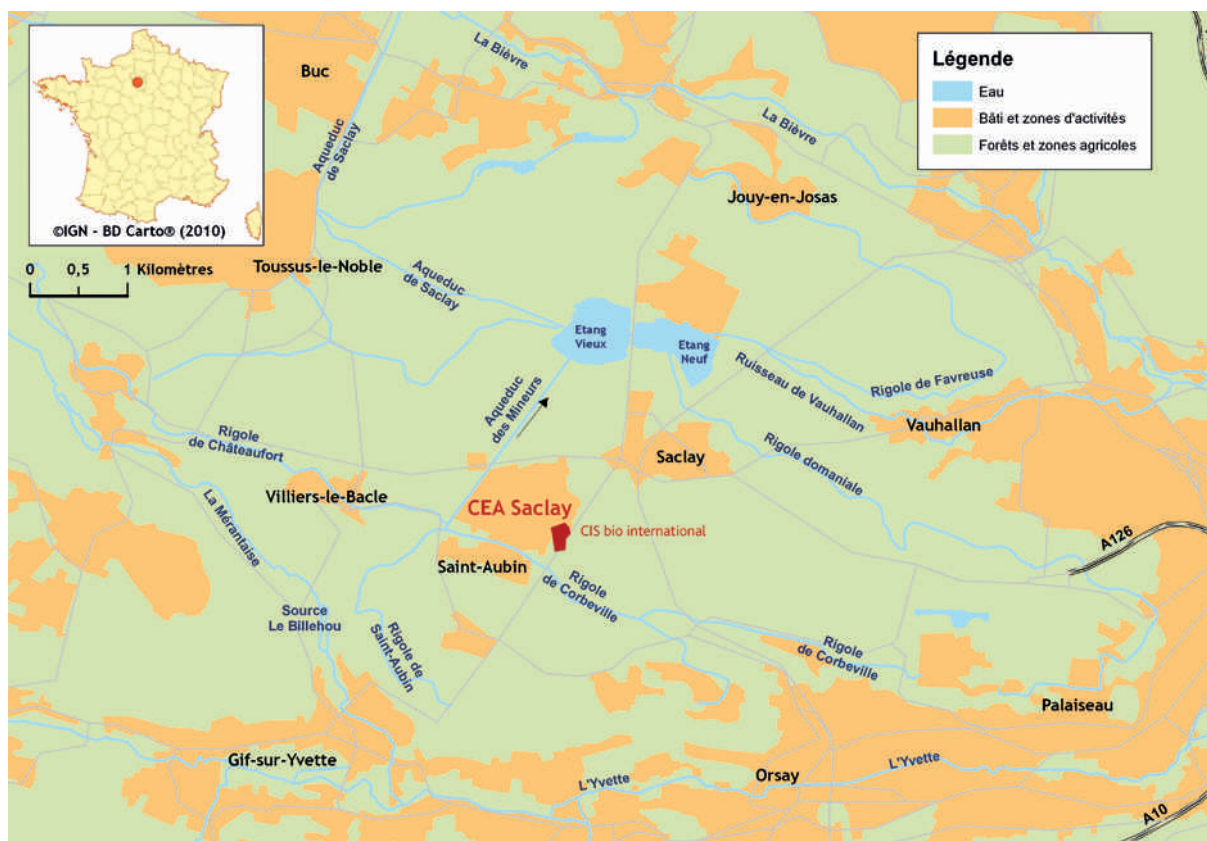 Buc
La Bièvre
Légende
Eau
Bâti et zones d'activités
Forêts et zones agricoles
La Bièvre
Aqueduc
de Saclay
©IGN - BD Carto® (2010)
0 0,5 1 Kilomètres
Toussus-le-Noble
Jouy-en-Josas
Aqueduc
de Saclay
Etang
Vieux
Etang
Neuf
Ruisseau de Vauhallan
Rigole de Favreuse
Aqueduc
des Mineurs
Vauhallan
Rigole
de Châteaufort
Saclay
Rigole domaniale
Villiers-le-Bacle
La Mérantaise
CEA Saclay
CIS bio international
A126
Saint-Aubin
Rigole
de Corbeville
Source
Le Billehou
Rigole de
Saint-Aubin
Rigole
de Corbeville
Palaiseau
Gif-sur-Yvette
L'Yvette
Orsay
L'Yvette
A10